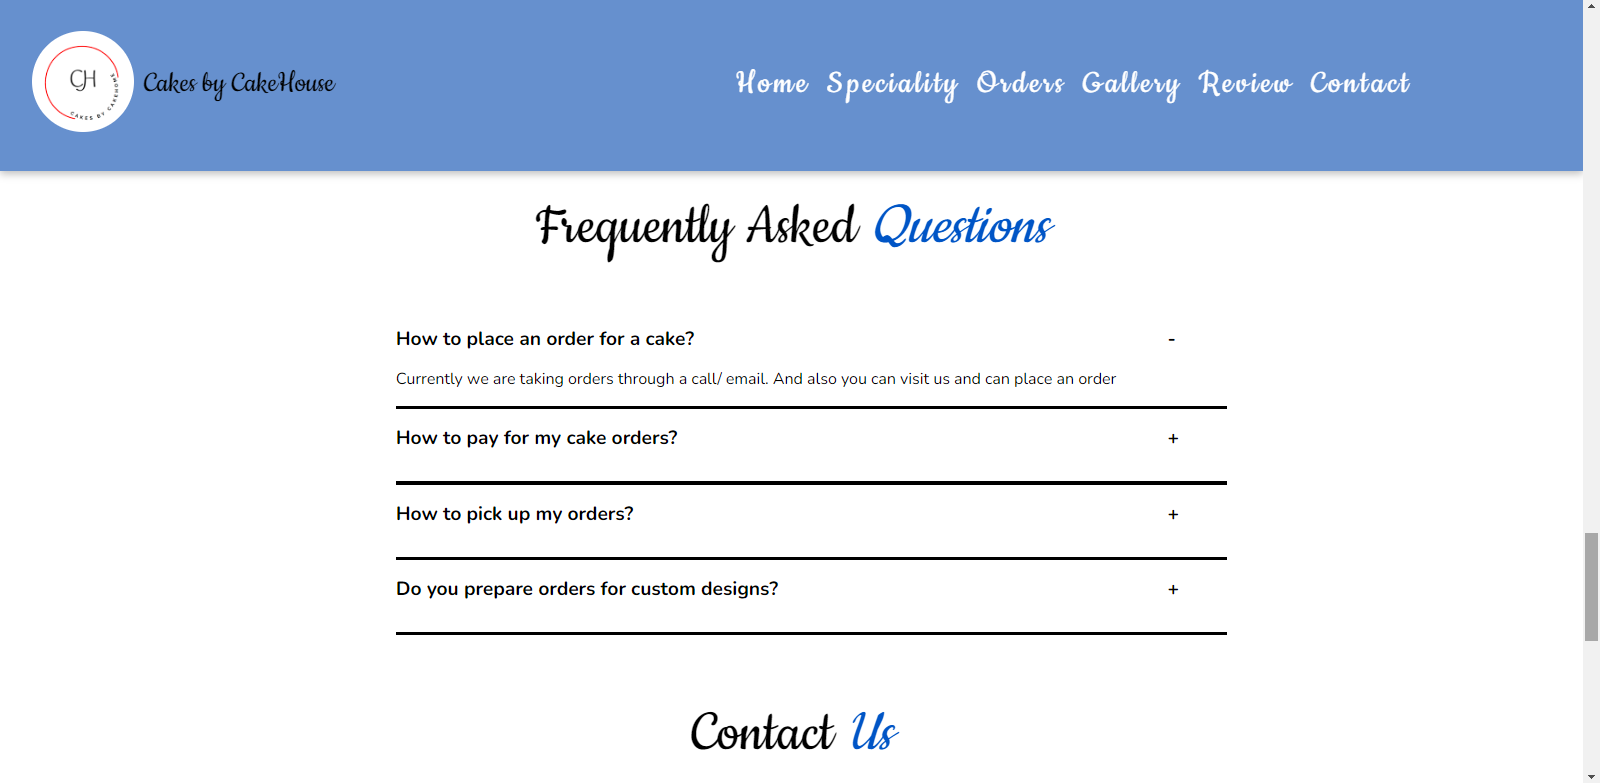 CH
CAKES BY CAKEHOUSE
Cakes by CakeHouse
Home Speciality Orders Gallery Review Contact
Frequently Asked Questions
How to place an order for a cake? -
Currently we are taking orders through a call/ email. And also you can visit us and can place an order
How to pay for my cake orders? +
How to pick up my orders? +
Do you prepare orders for custom designs? +
Contact Us